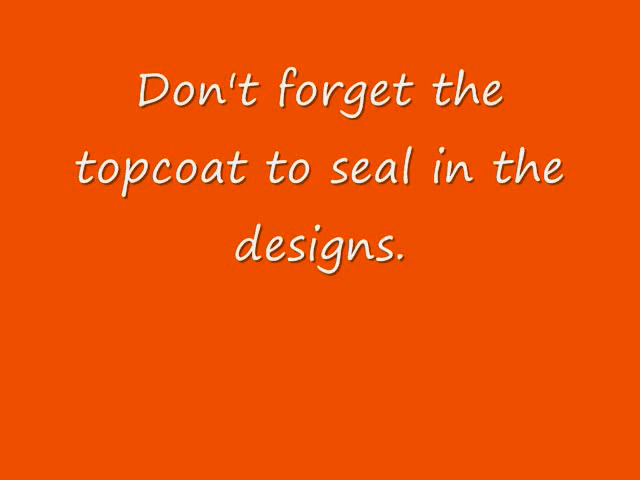 Don't forget the
topcoat to seal in the
designs.